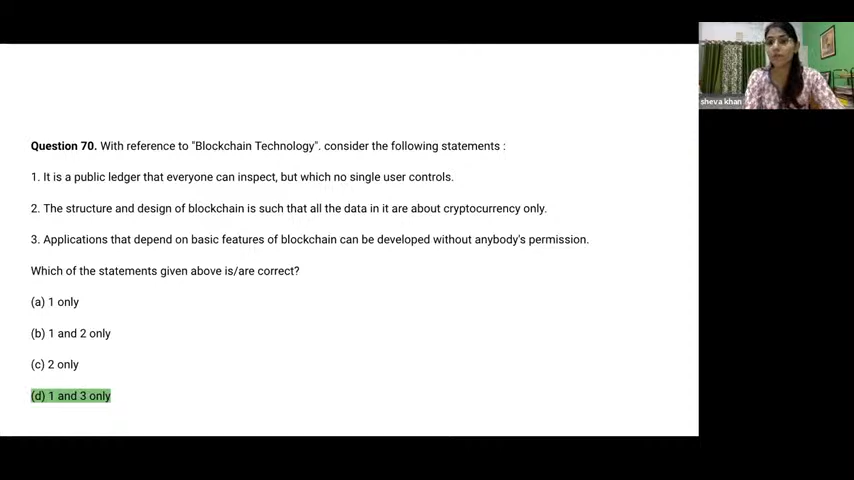 Question 70. With reference to "Blockchain Technology". consider the following statements :
1. It is a public ledger that everyone can inspect, but which no single user controls.
2. The structure and design of blockchain is such that all the data in it are about cryptocurrency only.
3. Applications that depend on basic features of blockchain can be developed without anybody's permission.
Which of the statements given above is/are correct?
(a) 1 only
(b) 1 and 2 only
(c) 2 only
(d) 1 and 3 only
sheva khan